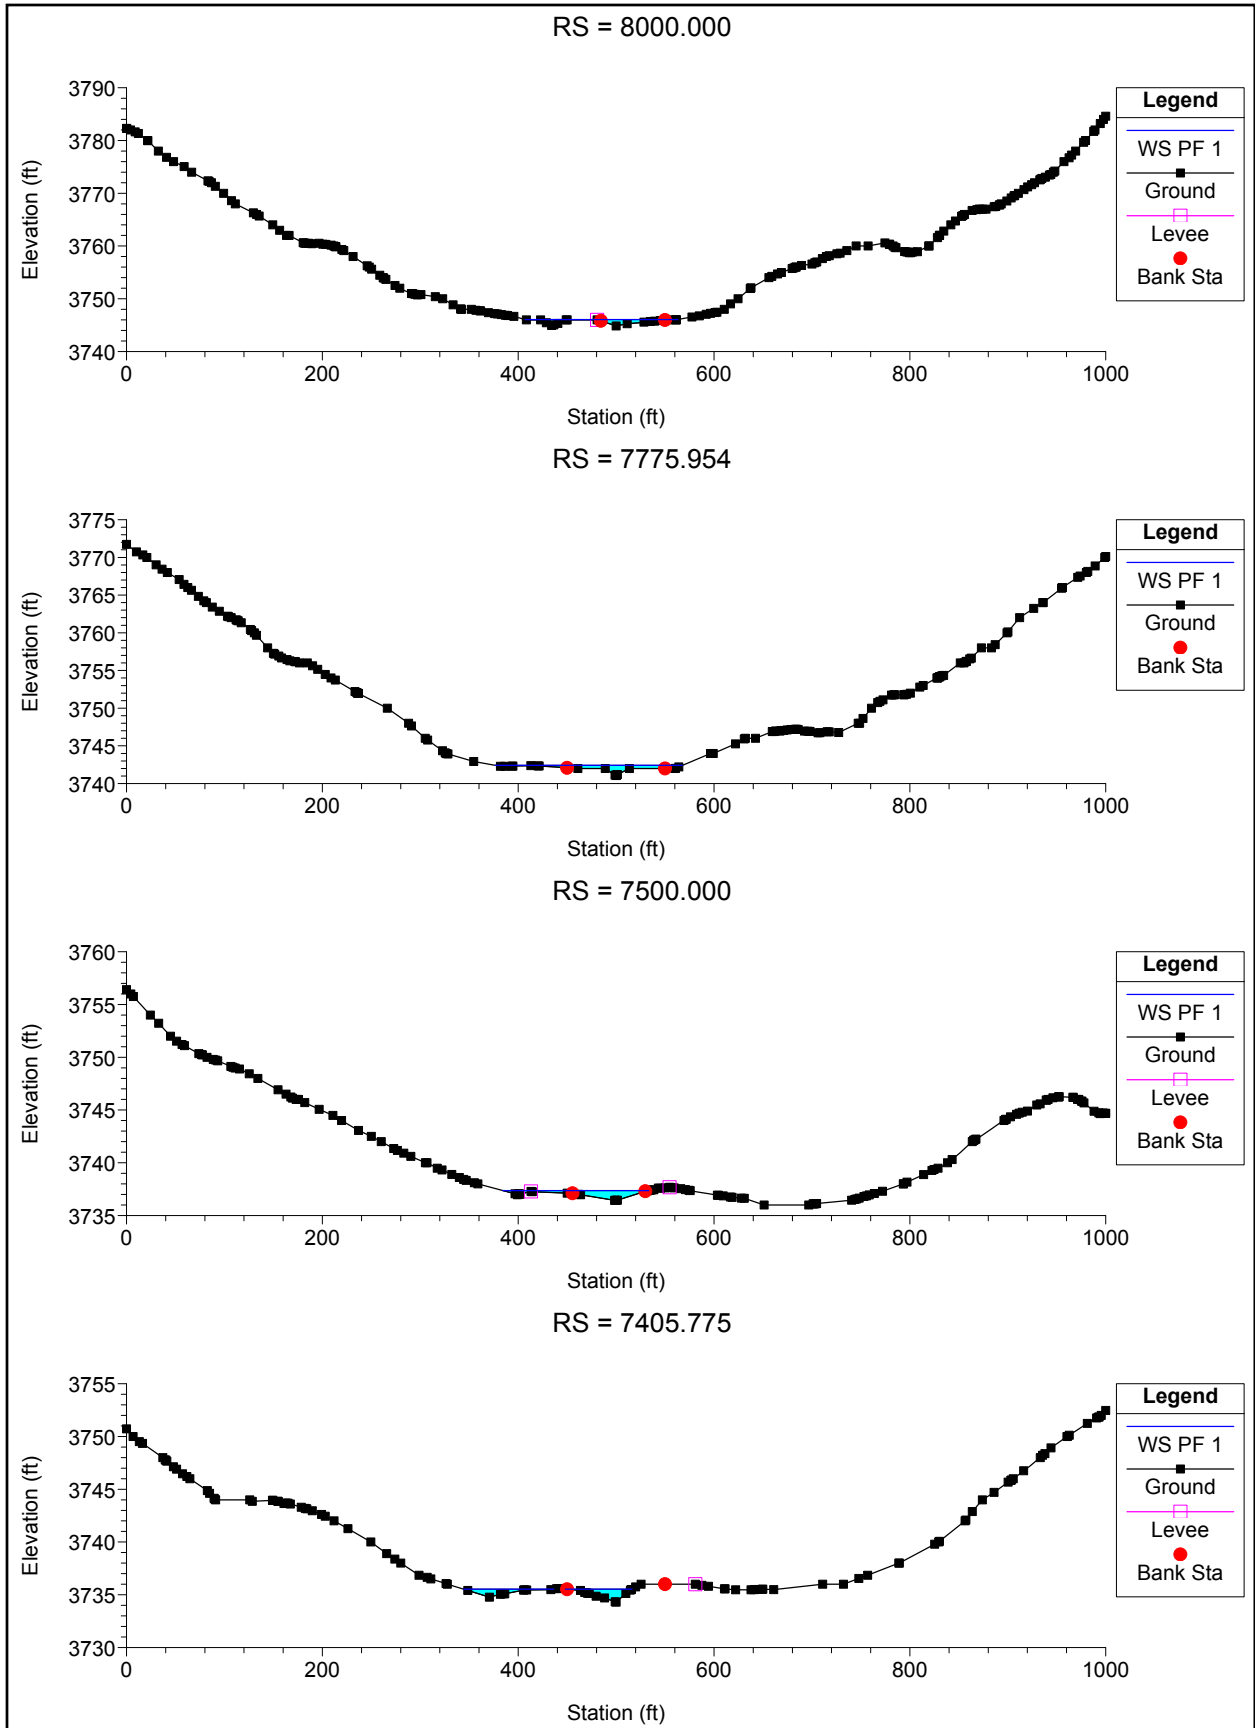 RS = 8000.000
Elevation (ft)
3790
3780
3770
3760
3750
3740
0 200 400 600 800 1000
Station (ft)
Legend
WS PF 1
Ground
Levee
Bank Sta
RS = 7775.954
Elevation (ft)
3775
3770
3765
3760
3755
3750
3745
3740
0 200 400 600 800 1000
Station (ft)
Legend
WS PF 1
Ground
Bank Sta
RS = 7500.000
Elevation (ft)
3760
3755
3750
3745
3740
3735
0 200 400 600 800 1000
Station (ft)
Legend
WS PF 1
Ground
Levee
Bank Sta
RS = 7405.775
Elevation (ft)
3755
3750
3745
3740
3735
3730
0 200 400 600 800 1000
Station (ft)
Legend
WS PF 1
Ground
Levee
Bank Sta